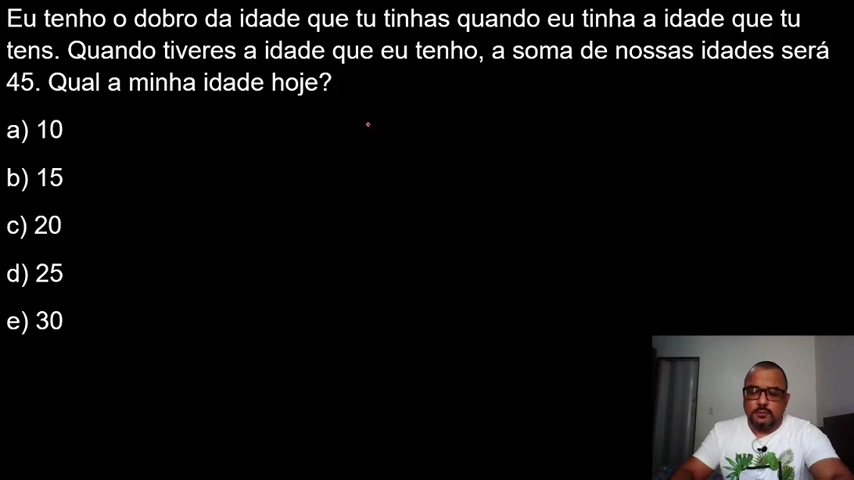 Eu tenho o dobro da idade que tu tinhas quando eu tinha a idade que tu
tens. Quando tiveres a idade que eu tenho, a soma de nossas idades será
45. Qual a minha idade hoje?
a) 10
b) 15
c) 20
d) 25
e) 30